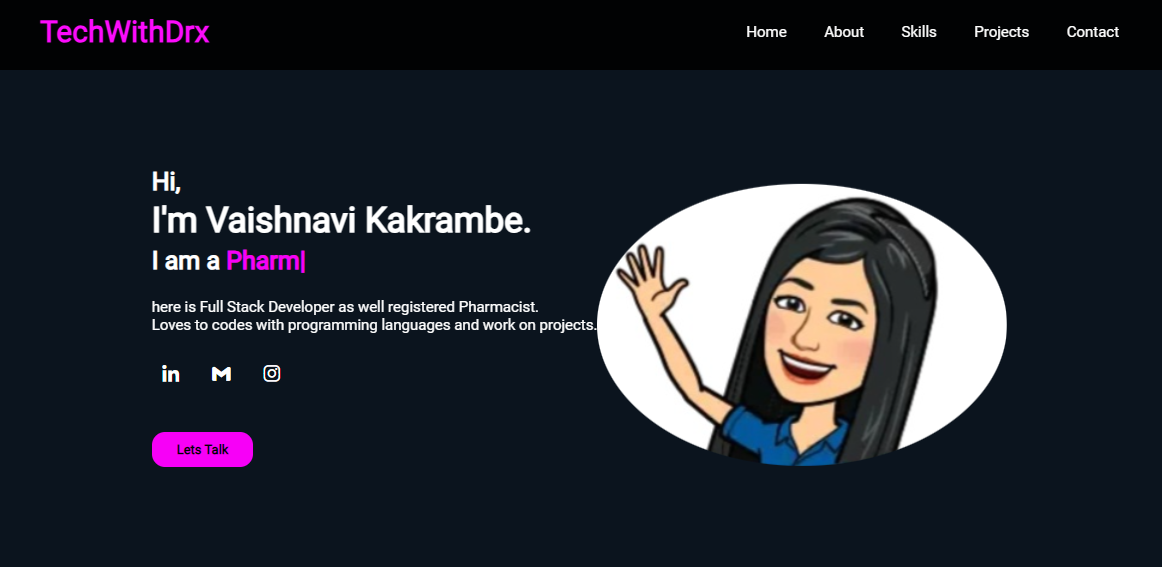 TechWithDrx
Home About Skills Projects Contact
Hi,
I'm Vaishnavi Kakrambe.
I am a Pharm|
here is Full Stack Developer as well registered Pharmacist.
Loves to codes with programming languages and work on projects.
in
Lets Talk